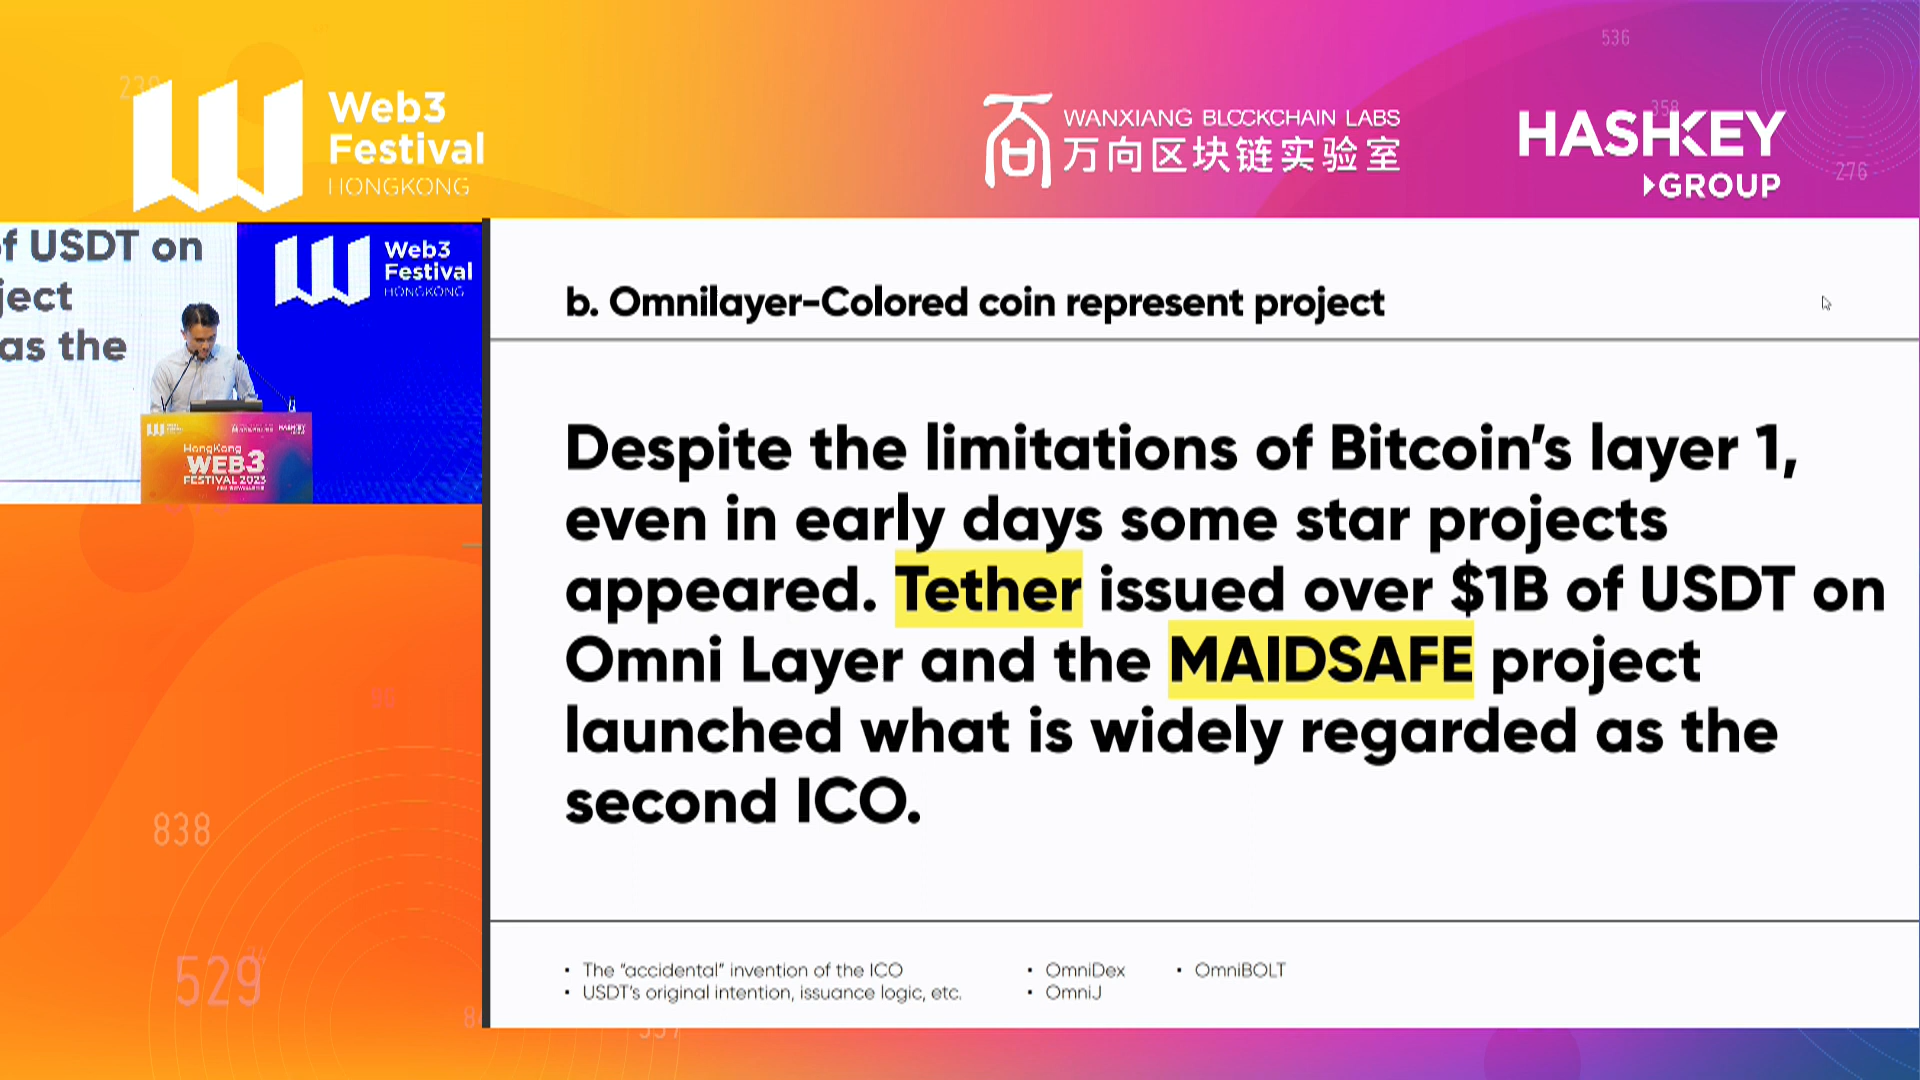 239
536
358
276
Web3
Festival
HONGKONG
WANXIANG BLOCKCHAIN LABS
万向区块链实验室
HASHKEY
GROUP
of USDT on
ject
as the
Web3
Festival
HONGKONG
HongKong
WEB3
FESTIVAL 2023
b. Omnilayer-Colored coin represent project
Despite the limitations of Bitcoin’s layer 1,
even in early days some star projects
appeared. Tether issued over $1B of USDT on
Omni Layer and the MAIDSAFE project
launched what is widely regarded as the
second ICO.
• The “accidental” invention of the ICO
• USDT’s original intention, issuance logic, etc.
• OmniDex
• OmniJ
• OmniBOLT
90
838
529